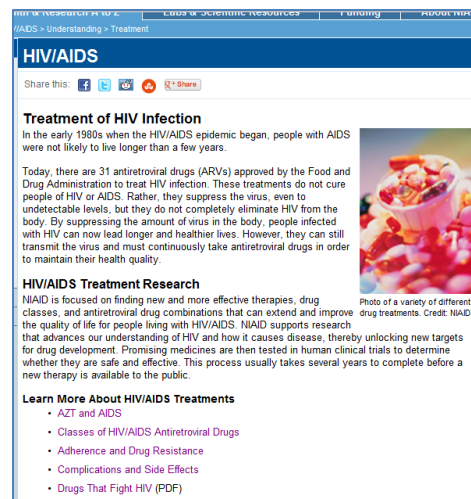 Health & Research A to Z Labs & Scientific Resources Funding About NIAID
/AIDS > Understanding > Treatment
HIV/AIDS
Share this:
g+ Share
Treatment of HIV Infection
In the early 1980s when the HIV/AIDS epidemic began, people with AIDS
were not likely to live longer than a few years.
Today, there are 31 antiretroviral drugs (ARVs) approved by the Food and
Drug Administration to treat HIV infection. These treatments do not cure
people of HIV or AIDS. Rather, they suppress the virus, even to
undetectable levels, but they do not completely eliminate HIV from the
body. By suppressing the amount of virus in the body, people infected
with HIV can now lead longer and healthier lives. However, they can still
transmit the virus and must continuously take antiretroviral drugs in order
to maintain their health quality.
Photo of a variety of different
drug treatments. Credit: NIAID
HIV/AIDS Treatment Research
NIAID is focused on finding new and more effective therapies, drug
classes, and antiretroviral drug combinations that can extend and improve
the quality of life for people living with HIV/AIDS. NIAID supports research
that advances our understanding of HIV and how it causes disease, thereby unlocking new targets
for drug development. Promising medicines are then tested in human clinical trials to determine
whether they are safe and effective. This process usually takes several years to complete before a
new therapy is available to the public.
Learn More About HIV/AIDS Treatments
• AZT and AIDS
• Classes of HIV/AIDS Antiretroviral Drugs
• Adherence and Drug Resistance
• Complications and Side Effects
• Drugs That Fight HIV (PDF)